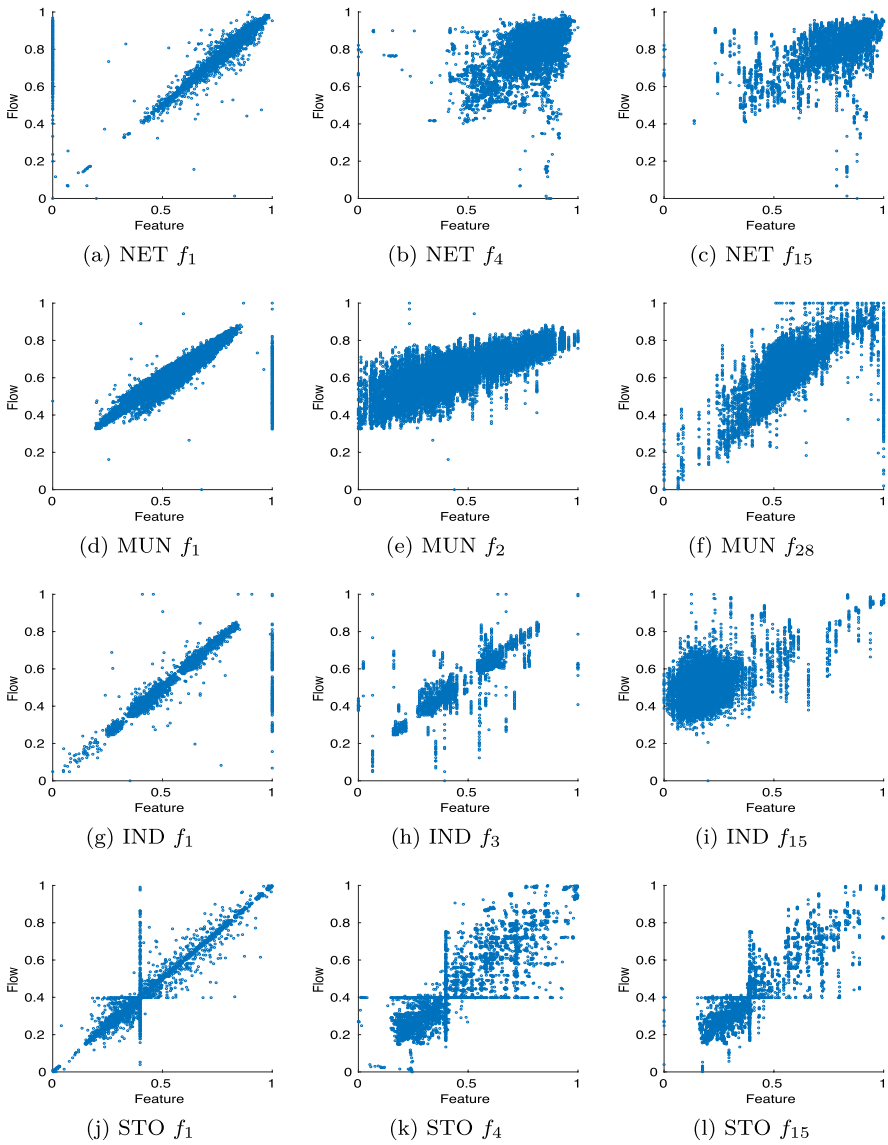 1
0.8
0.6
0.4
0.2
0
Flow
0 0.5 1
Feature
(a) NET f1
1
0.8
0.6
0.4
0.2
0
Flow
0 0.5 1
Feature
(b) NET f4
1
0.8
0.6
0.4
0.2
0
Flow
0 0.5 1
Feature
(c) NET f15
1
0.8
0.6
0.4
0.2
0
Flow
0 0.5 1
Feature
(d) MUN f1
1
0.8
0.6
0.4
0.2
0
Flow
0 0.5 1
Feature
(e) MUN f2
1
0.8
0.6
0.4
0.2
0
Flow
0 0.5 1
Feature
(f) MUN f28
1
0.8
0.6
0.4
0.2
0
Flow
0 0.5 1
Feature
(g) IND f1
1
0.8
0.6
0.4
0.2
0
Flow
0 0.5 1
Feature
(h) IND f3
1
0.8
0.6
0.4
0.2
0
Flow
0 0.5 1
Feature
(i) IND f15
1
0.8
0.6
0.4
0.2
0
Flow
0 0.5 1
Feature
(j) STO f1
1
0.8
0.6
0.4
0.2
0
Flow
0 0.5 1
Feature
(k) STO f4
1
0.8
0.6
0.4
0.2
0
Flow
0 0.5 1
Feature
(l) STO f15